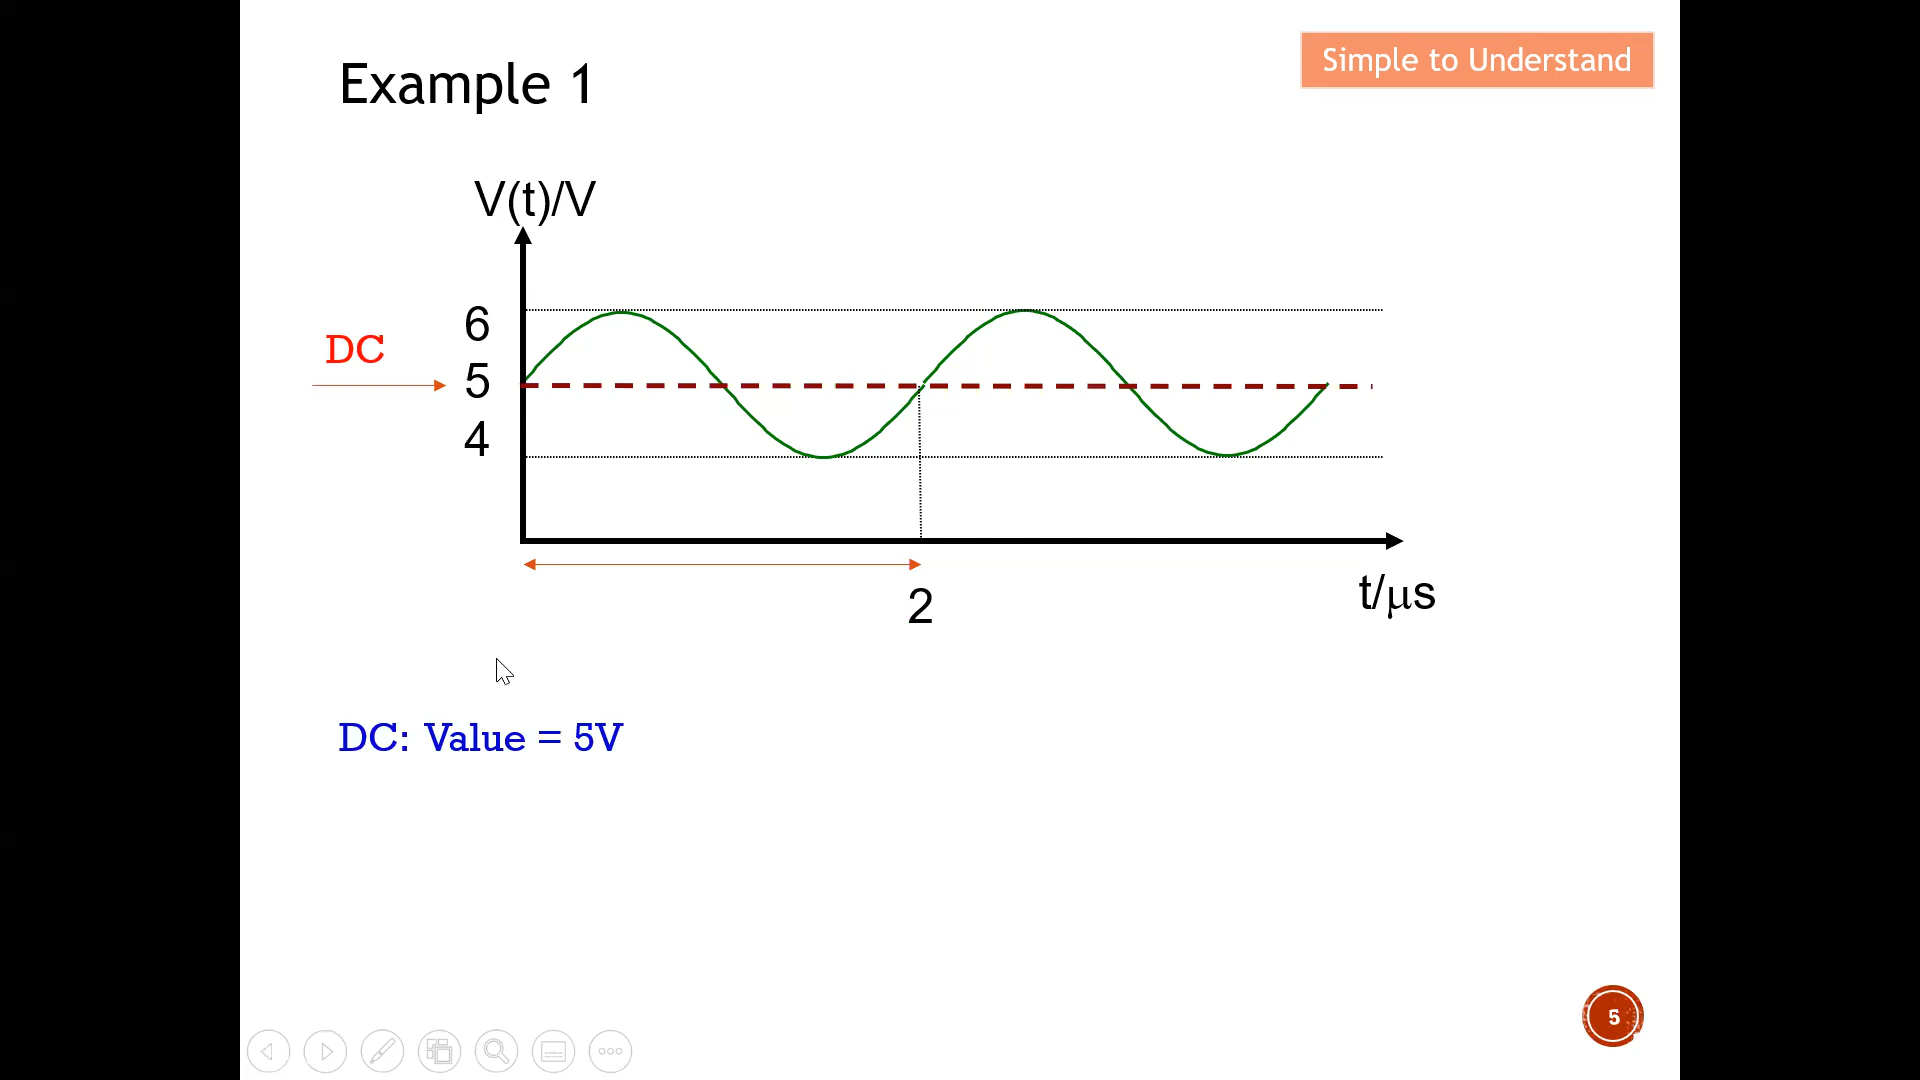 Example 1
Simple to Understand
V(t)/V
6
DC
5
4
2
t/μs
DC: Value = 5V
5